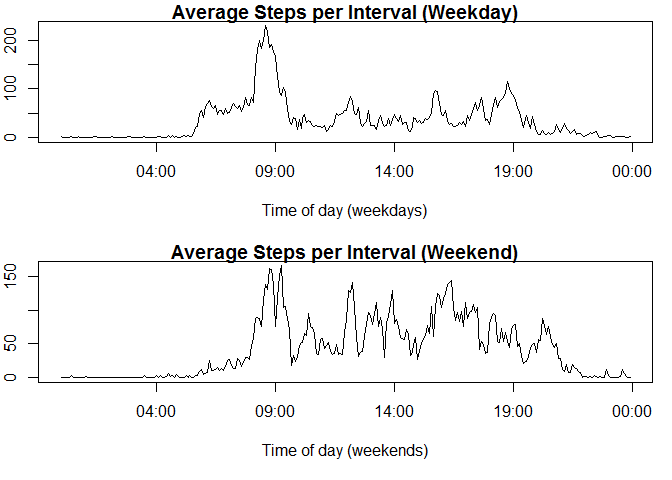 Average Steps per Interval (Weekday)
200
100
0
04:00 09:00 14:00 19:00 00:00
Time of day (weekdays)
Average Steps per Interval (Weekend)
150
50
0
04:00 09:00 14:00 19:00 00:00
Time of day (weekends)